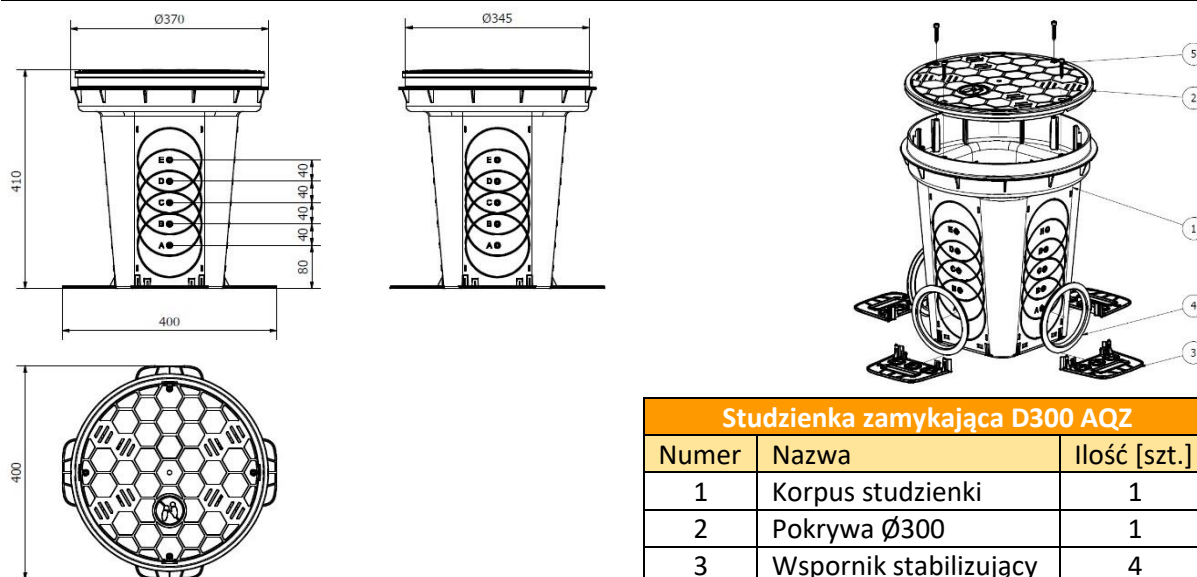 Ø370
Ø345
410
E
D
C
B
A
40
40
40
40
80
400
E
D
C
B
A
400
5
2
1
4
3
Studzienka zamykająca D300 AQZ
Numer Nazwa Ilość [szt.]
1 Korpus studzienki 1
2 Pokrywa Ø300 1
3 Wspornik stabilizujący 4